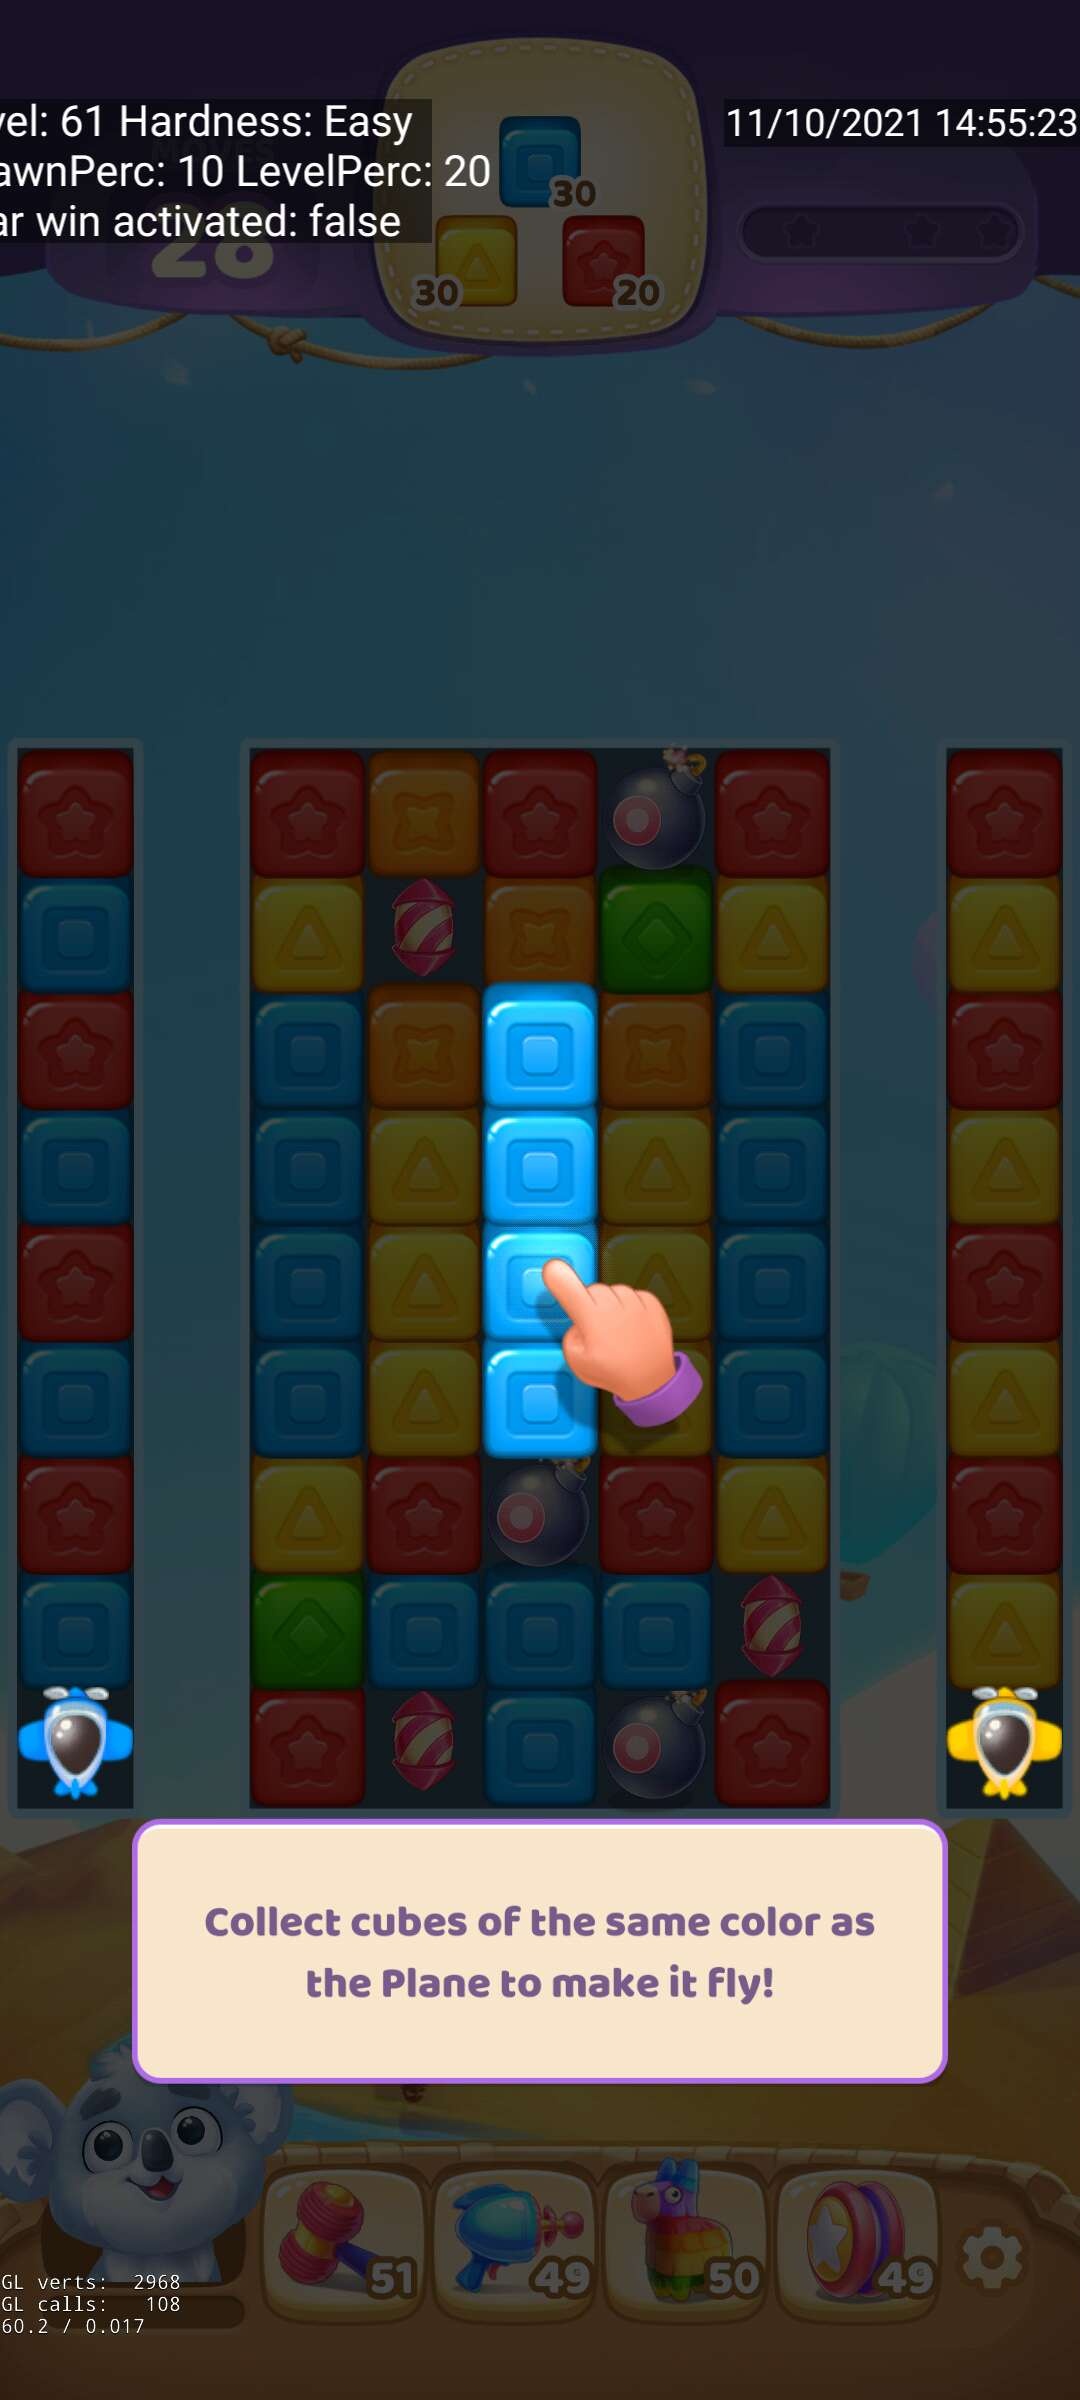 vel: 61 Hardness: Easy
11/10/2021 14:55:23
awnPerc: 10 LevelPerc: 20
ar win activated: false
30
28
30
20
Collect cubes of the same color as
the Plane to make it fly!
51
49
50
49
GL verts: 2968
GL calls: 108
60.2 / 0.017